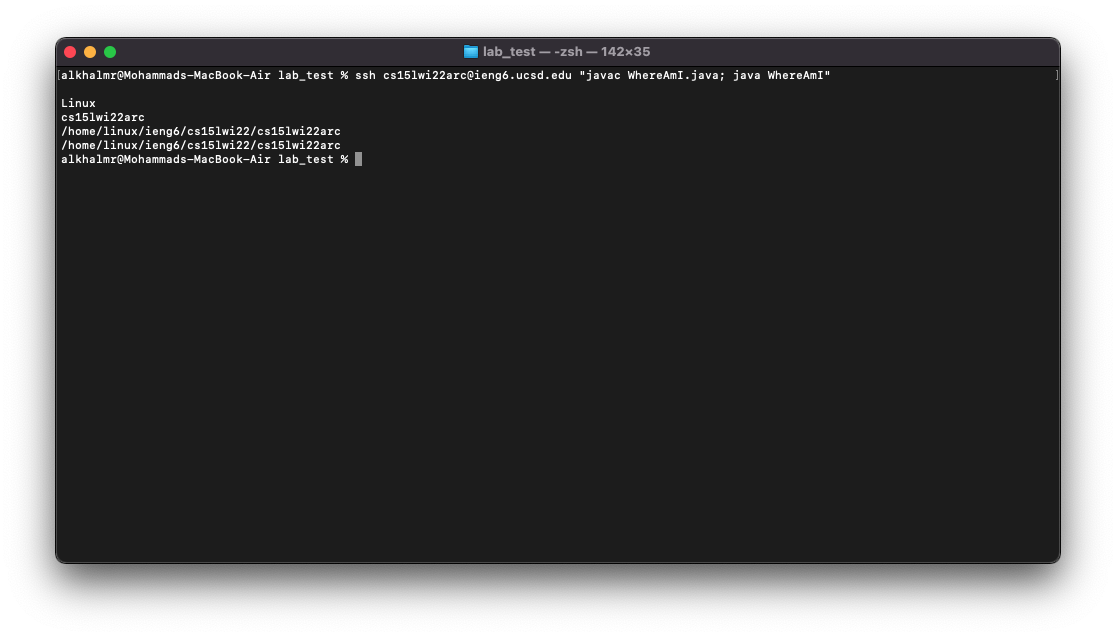 lab_test — -zsh — 142×35
[alkhalmr@Mohammads-MacBook-Air lab_test % ssh cs15lwi22arc@ieng6.ucsd.edu "javac WhereAmI.java; java WhereAmI" ]
Linux
cs15lwi22arc
/home/linux/ieng6/cs15lwi22/cs15lwi22arc
/home/linux/ieng6/cs15lwi22/cs15lwi22arc
alkhalmr@Mohammads-MacBook-Air lab_test %